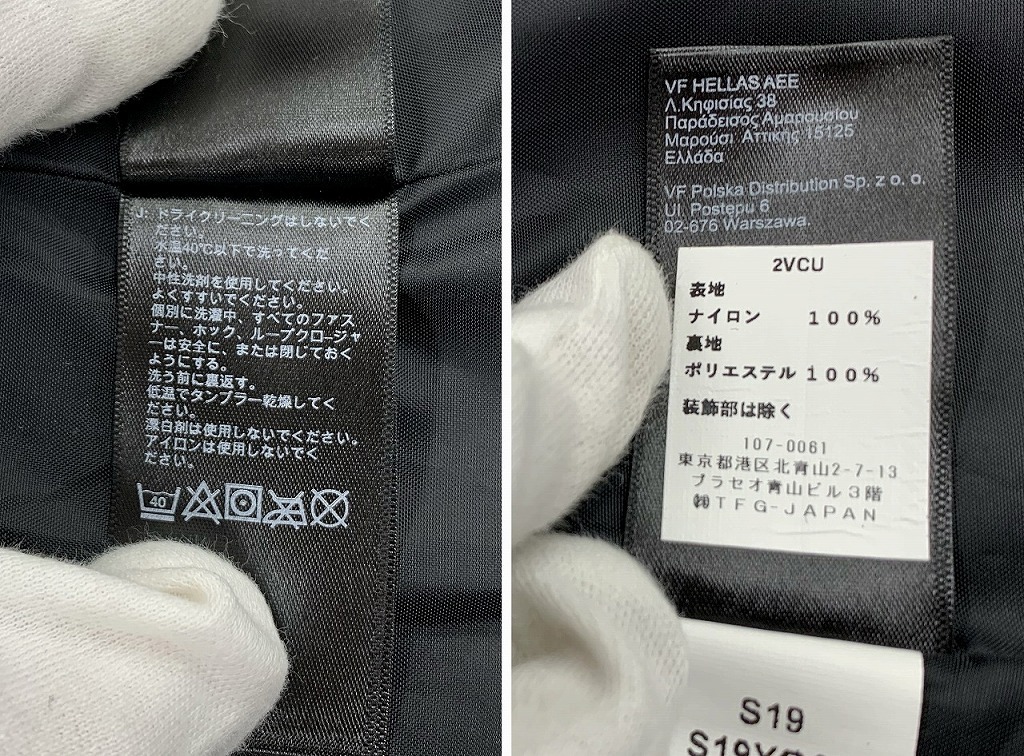 J: ドライクリーニングはしないでく
ださい。
水温40℃以下で洗ってくだ
さい。
中性洗剤を使用してください。
よくすすいでください。
個別に洗濯中、すべてのファス
ナー、ホック、ループクロージャ
ーは安全に、または閉じておく
ようにする。
洗う前に裏返す。
低温でタンブラー乾燥してく
ださい。
漂白剤は使用しないでください。
アイロンは使用しないでく
ださい。
40
VF HELLAS AEE
Λ.Κηφισίας 38
Παράδεισος Αμαρουσίου
Μαρούσι Αττικής 15125
Ελλάδα
VF Polska Distribution Sp. z o. o.
Ul. Postępu 6
02-676 Warszawa.
2VCU
表地
ナイロン 100%
裏地
ポリエステル 100%
装飾部は除く
107-0061
東京都港区北青山2-7-13
プラセオ青山ビル3階
㈱TFG-JAPAN
S19